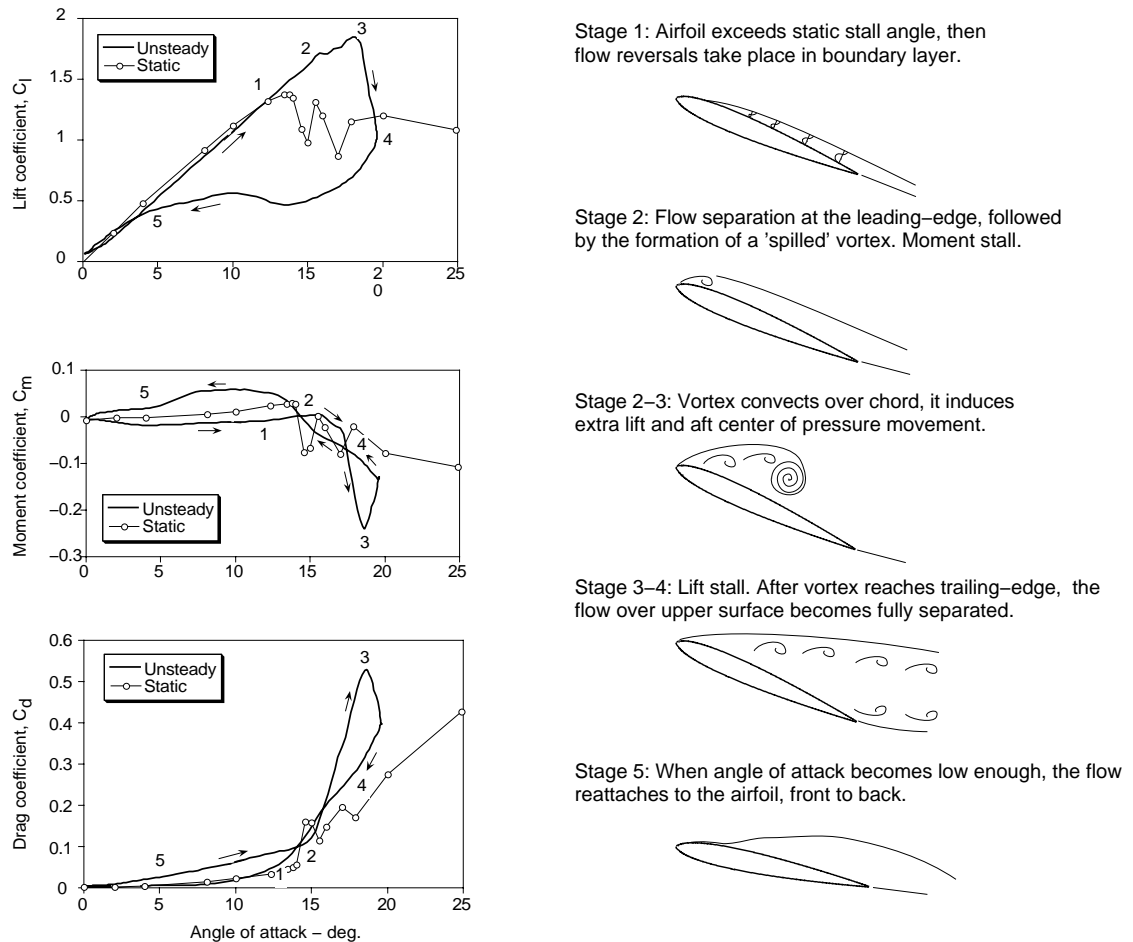 2
1.5
1
0.5
0
Lift coefficient, Cl
Unsteady
Static
1
2
3
4
5
0
5
10
15
2
0
25
Stage 1: Airfoil exceeds static stall angle, then
flow reversals take place in boundary layer.
Stage 2: Flow separation at the leading−edge, followed
by the formation of a 'spilled' vortex. Moment stall.
0.1
0
−0.1
−0.2
−0.3
Moment coefficient, Cm
Unsteady
Static
5
1
2
4
3
0
5
10
15
20
25
Stage 2−3: Vortex convects over chord, it induces
extra lift and aft center of pressure movement.
Stage 3−4: Lift stall. After vortex reaches trailing−edge, the
flow over upper surface becomes fully separated.
0.6
0.5
0.4
0.3
0.2
0.1
0
Drag coefficient, Cd
Unsteady
Static
3
4
5
2
1
0
5
10
15
20
25
Angle of attack − deg.
Stage 5: When angle of attack becomes low enough, the flow
reattaches to the airfoil, front to back.